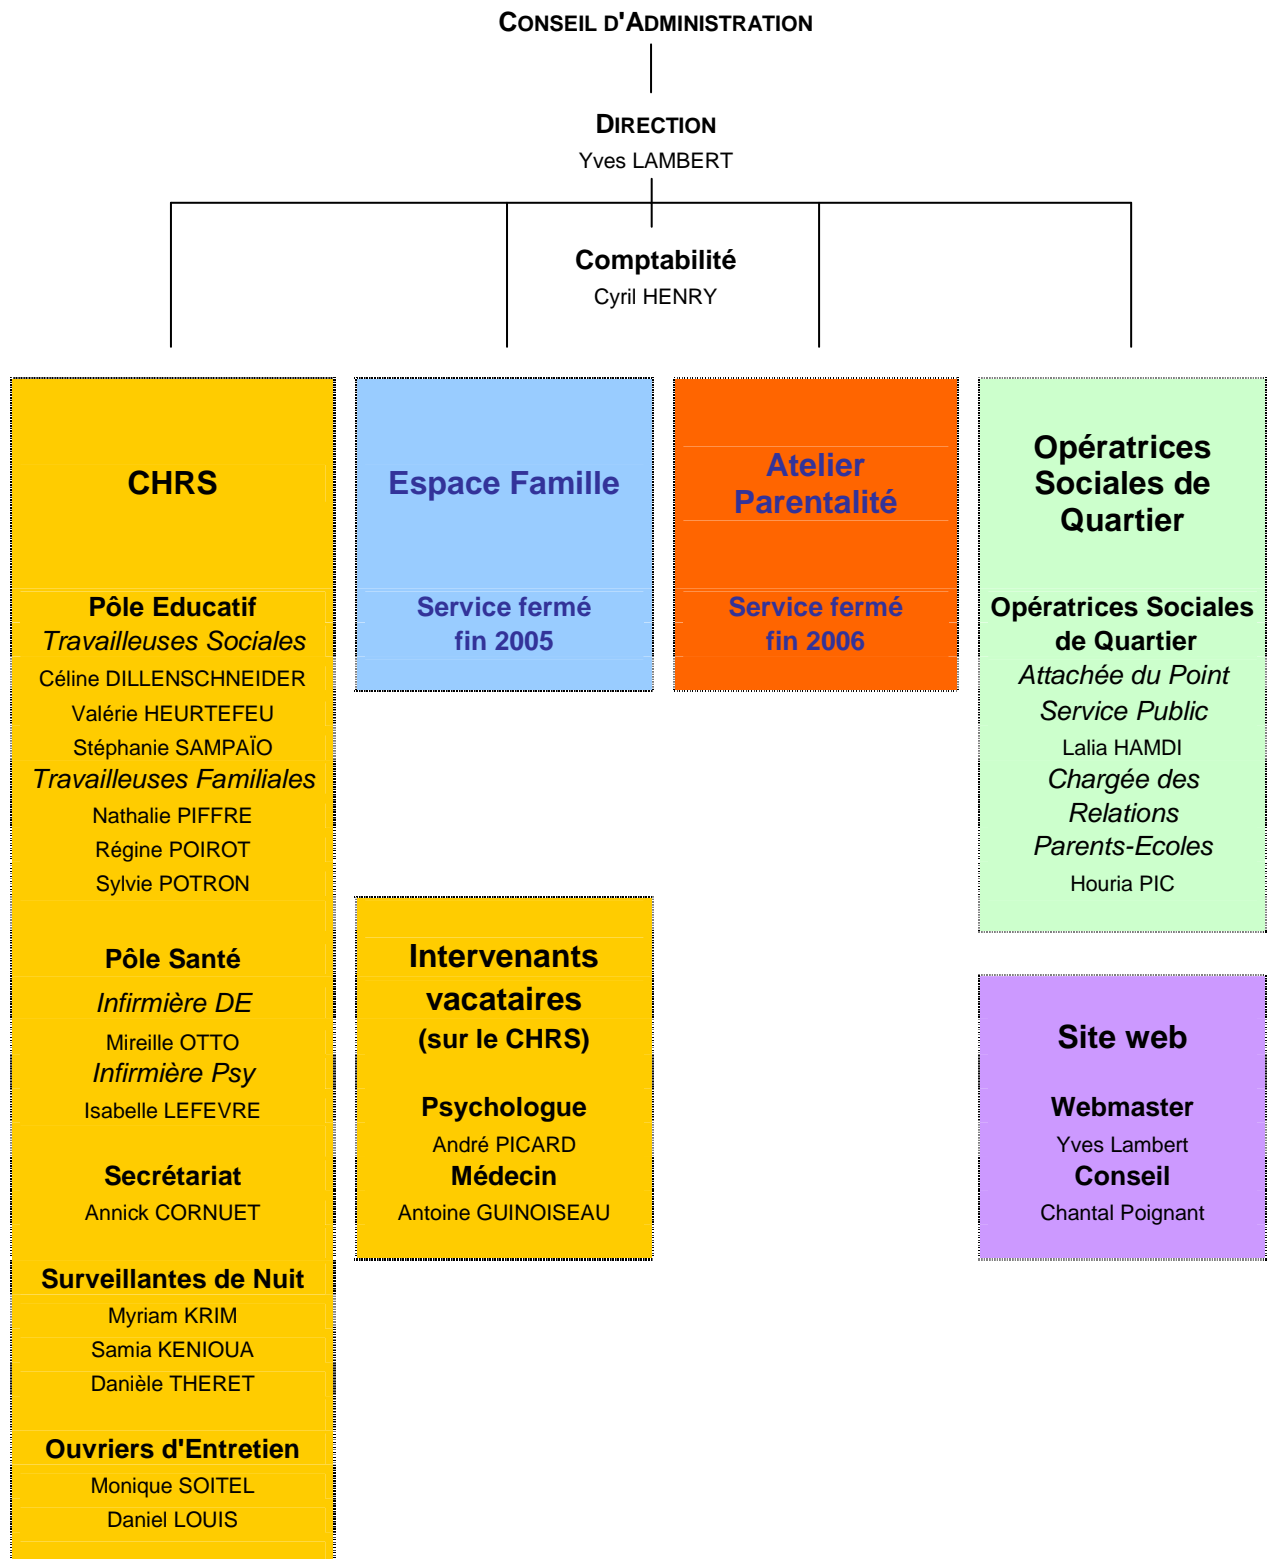 CONSEIL D'ADMINISTRATION
DIRECTION
Yves LAMBERT
Comptabilité
Cyril HENRY
CHRS
Pôle Educatif
Travailleuses Sociales
Céline DILLENSCHNEIDER
Valérie HEURTEFEU
Stéphanie SAMPAÏO
Travailleuses Familiales
Nathalie PIFFRE
Régine POIROT
Sylvie POTRON
Pôle Santé
Infirmière DE
Mireille OTTO
Infirmière Psy
Isabelle LEFEVRE
Secrétariat
Annick CORNUET
Surveillantes de Nuit
Myriam KRIM
Samia KENIOUA
Danièle THERET
Ouvriers d'Entretien
Monique SOITEL
Daniel LOUIS
Espace Famille
Service fermé
fin 2005
Intervenants
vacataires
(sur le CHRS)
Psychologue
André PICARD
Médecin
Antoine GUINOISEAU
Atelier
Parentalité
Service fermé
fin 2006
Opératrices
Sociales de
Quartier
Opératrices Sociales
de Quartier
Attachée du Point
Service Public
Lalia HAMDI
Chargée des
Relations
Parents-Ecoles
Houria PIC
Site web
Webmaster
Yves Lambert
Conseil
Chantal Poignant